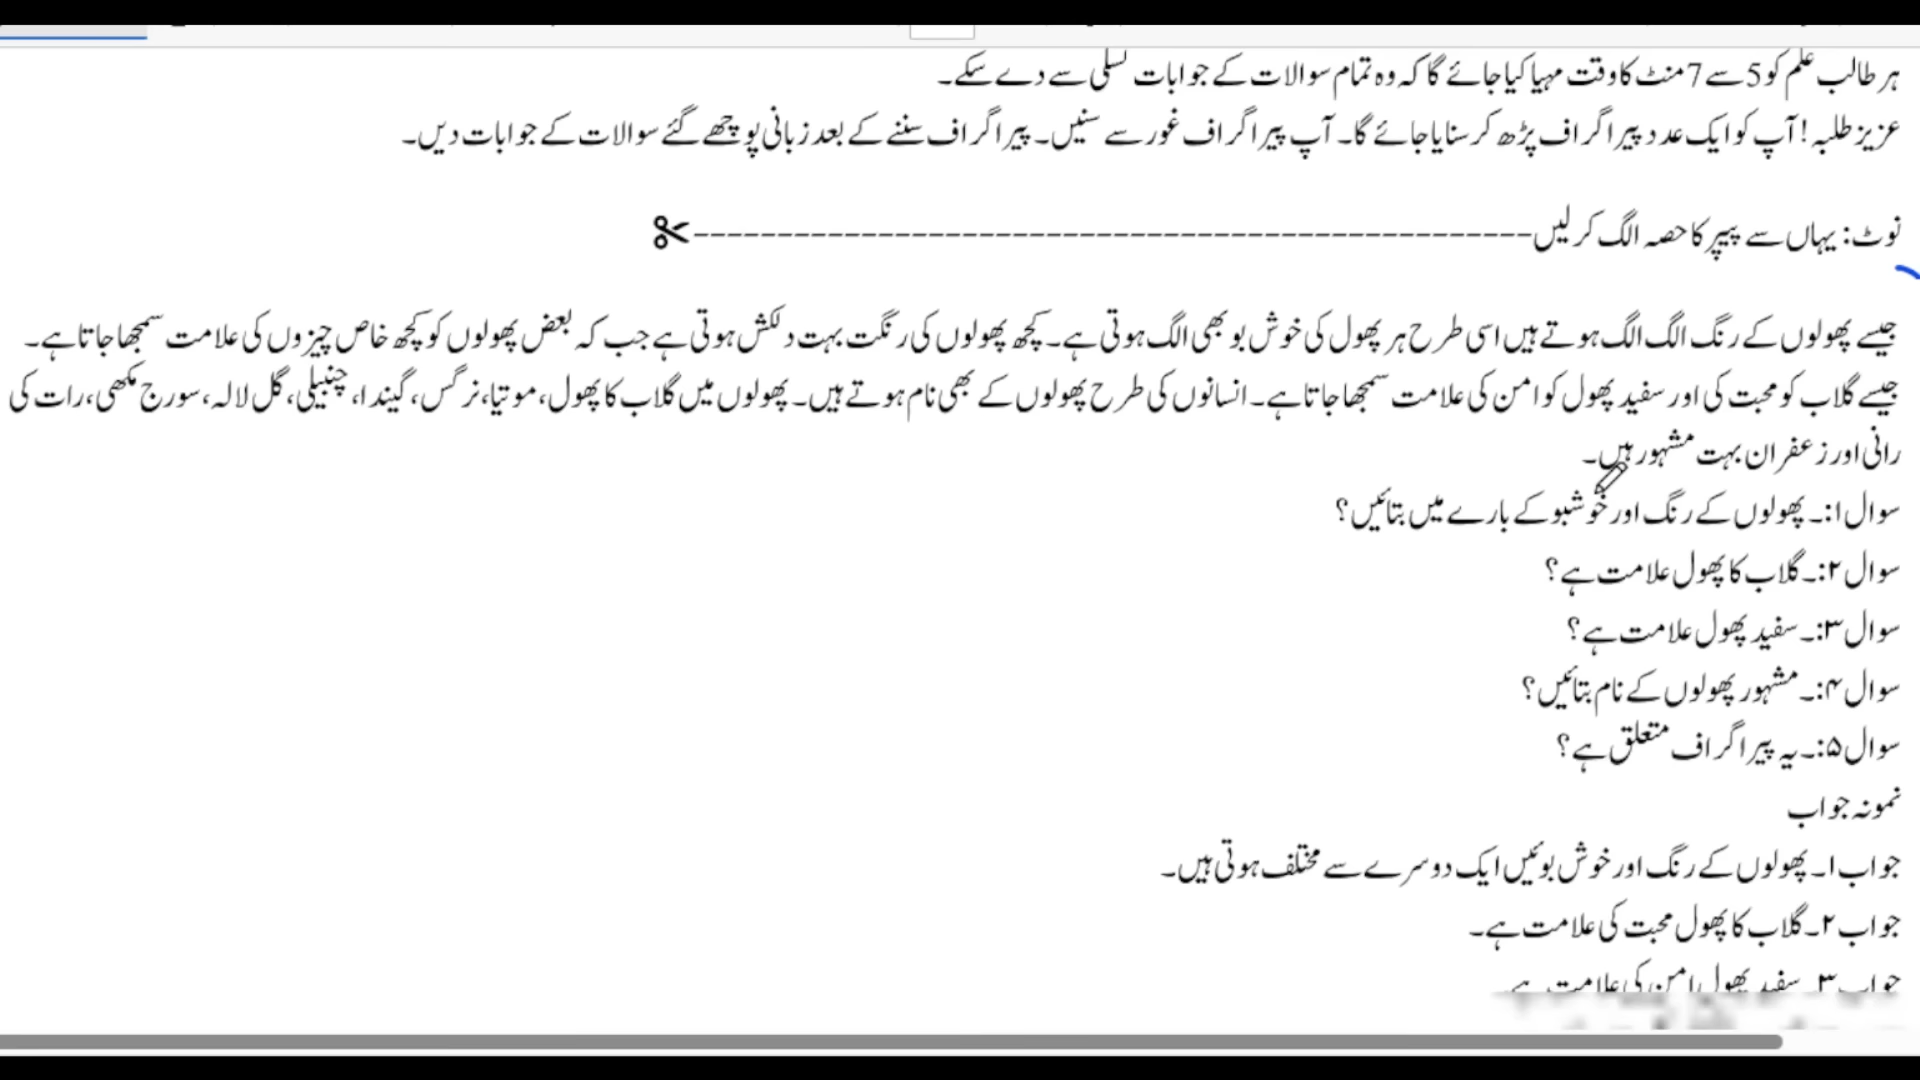 ہر طالب علم کو 5 سے 7 منٹ کا وقت مہیا کیا جائے گا کہ وہ تمام سوالات کے جوابات تسلی سے دے سکے۔
عزیز طلبہ! آپ کو ایک عدد پیراگراف پڑھ کر سنایا جائے گا۔ آپ پیراگراف غور سے سنیں۔ پیراگراف سننے کے بعد زبانی پوچھے گئے سوالات کے جوابات دیں۔
نوٹ: یہاں سے پیپر کا حصہ الگ کر لیں--------------------------------------------------✂
جیسے پھولوں کے رنگ الگ الگ ہوتے ہیں اسی طرح ہر پھول کی خوش بو بھی الگ ہوتی ہے۔ کچھ پھولوں کی رنگت بہت دلکش ہوتی ہے جب کہ بعض پھولوں کو کچھ خاص چیزوں کی علامت سمجھا جاتا ہے۔
جیسے گلاب کو محبت کی اور سفید پھول کو امن کی علامت سمجھا جاتا ہے۔ انسانوں کی طرح پھولوں کے بھی نام ہوتے ہیں۔ پھولوں میں گلاب کا پھول، موتیا، نرگس، گیندا، چنبیلی، گل لالہ، سورج مکھی، رات کی
رانی اور زعفران بہت مشہور ہیں۔
سوال ۱:۔ پھولوں کے رنگ اور خوشبو کے بارے میں بتائیں؟
سوال ۲:۔ گلاب کا پھول علامت ہے؟
سوال ۳:۔ سفید پھول علامت ہے؟
سوال ۴:۔ مشہور پھولوں کے نام بتائیں؟
سوال ۵:۔ یہ پیراگراف متعلق ہے؟
نمونہ جواب
جواب ۱۔ پھولوں کے رنگ اور خوش بوئیں ایک دوسرے سے مختلف ہوتی ہیں۔
جواب ۲۔ گلاب کا پھول محبت کی علامت ہے۔
جواب ۳۔ سفید پھول امن کی علامت ہے۔